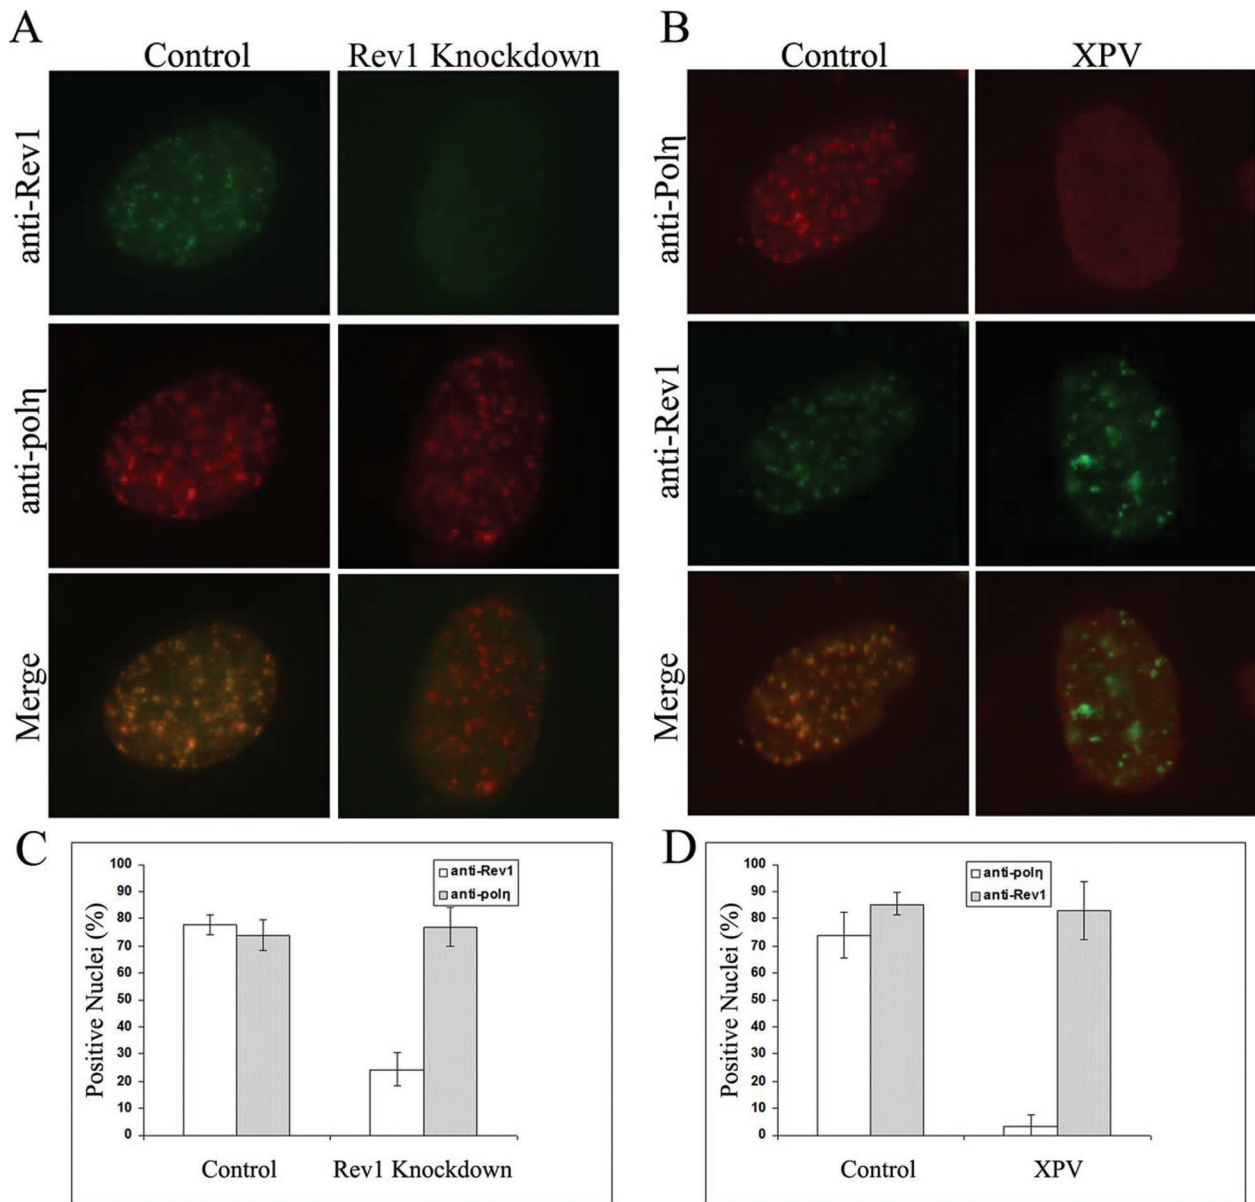 A
Control
Rev1 Knockdown
anti-Rev1
anti-polη
Merge
B
Control
XPV
anti-Polη
anti-Rev1
Merge
C
Positive Nuclei (%)
100
90
80
70
60
50
40
30
20
10
0
anti-Rev1
anti-polη
Control
Rev1 Knockdown
D
Positive Nuclei (%)
100
90
80
70
60
50
40
30
20
10
0
anti-polη
anti-Rev1
Control
XPV